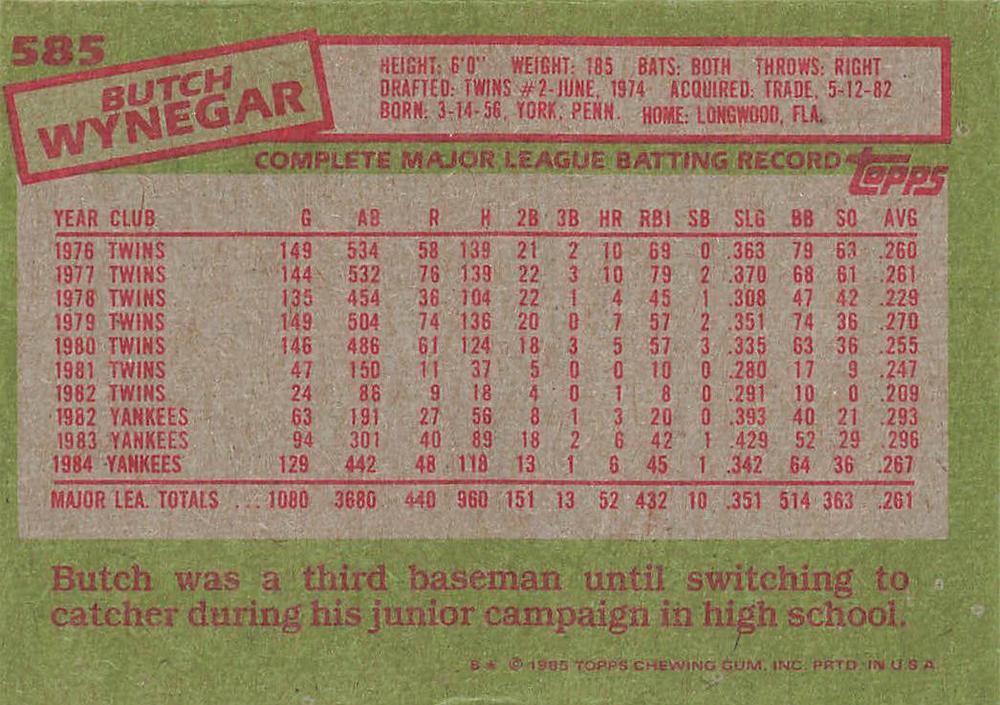 585
BUTCH
WYNEGAR
HEIGHT: 6'0" WEIGHT: 185 BATS: BOTH THROWS: RIGHT
DRAFTED: TWINS #2-JUNE, 1974 ACQUIRED: TRADE, 5-12-82
BORN: 3-14-56, YORK, PENN. HOME: LONGWOOD, FLA.
COMPLETE MAJOR LEAGUE BATTING RECORD topps
YEAR CLUB G AB R H 2B 3B HR RBI SB SLG BB SO AVG
1976 TWINS 149 534 58 139 21 2 10 69 0 .363 79 63 .260
1977 TWINS 144 532 76 139 22 3 10 79 2 .370 68 61 .261
1978 TWINS 135 454 36 104 22 1 4 45 1 .308 47 42 .229
1979 TWINS 149 504 74 136 20 0 7 57 2 .351 74 36 .270
1980 TWINS 146 486 61 124 18 3 5 57 3 .335 63 36 .255
1981 TWINS 47 150 11 37 5 0 0 10 0 .280 17 9 .247
1982 TWINS 24 86 9 18 4 0 1 8 0 .291 10 0 .209
1982 YANKEES 63 191 27 56 8 1 3 20 0 .393 40 21 .293
1983 YANKEES 94 301 40 89 18 2 6 42 1 .429 52 29 .296
1984 YANKEES 129 442 48 118 13 1 6 45 1 .342 64 36 .267
MAJOR LEA. TOTALS ... 1080 3680 440 960 151 13 52 432 10 .351 514 363 .261
Butch was a third baseman until switching to
catcher during his junior campaign in high school.
B* © 1985 TOPPS CHEWING GUM, INC. PRTD. IN U.S.A.